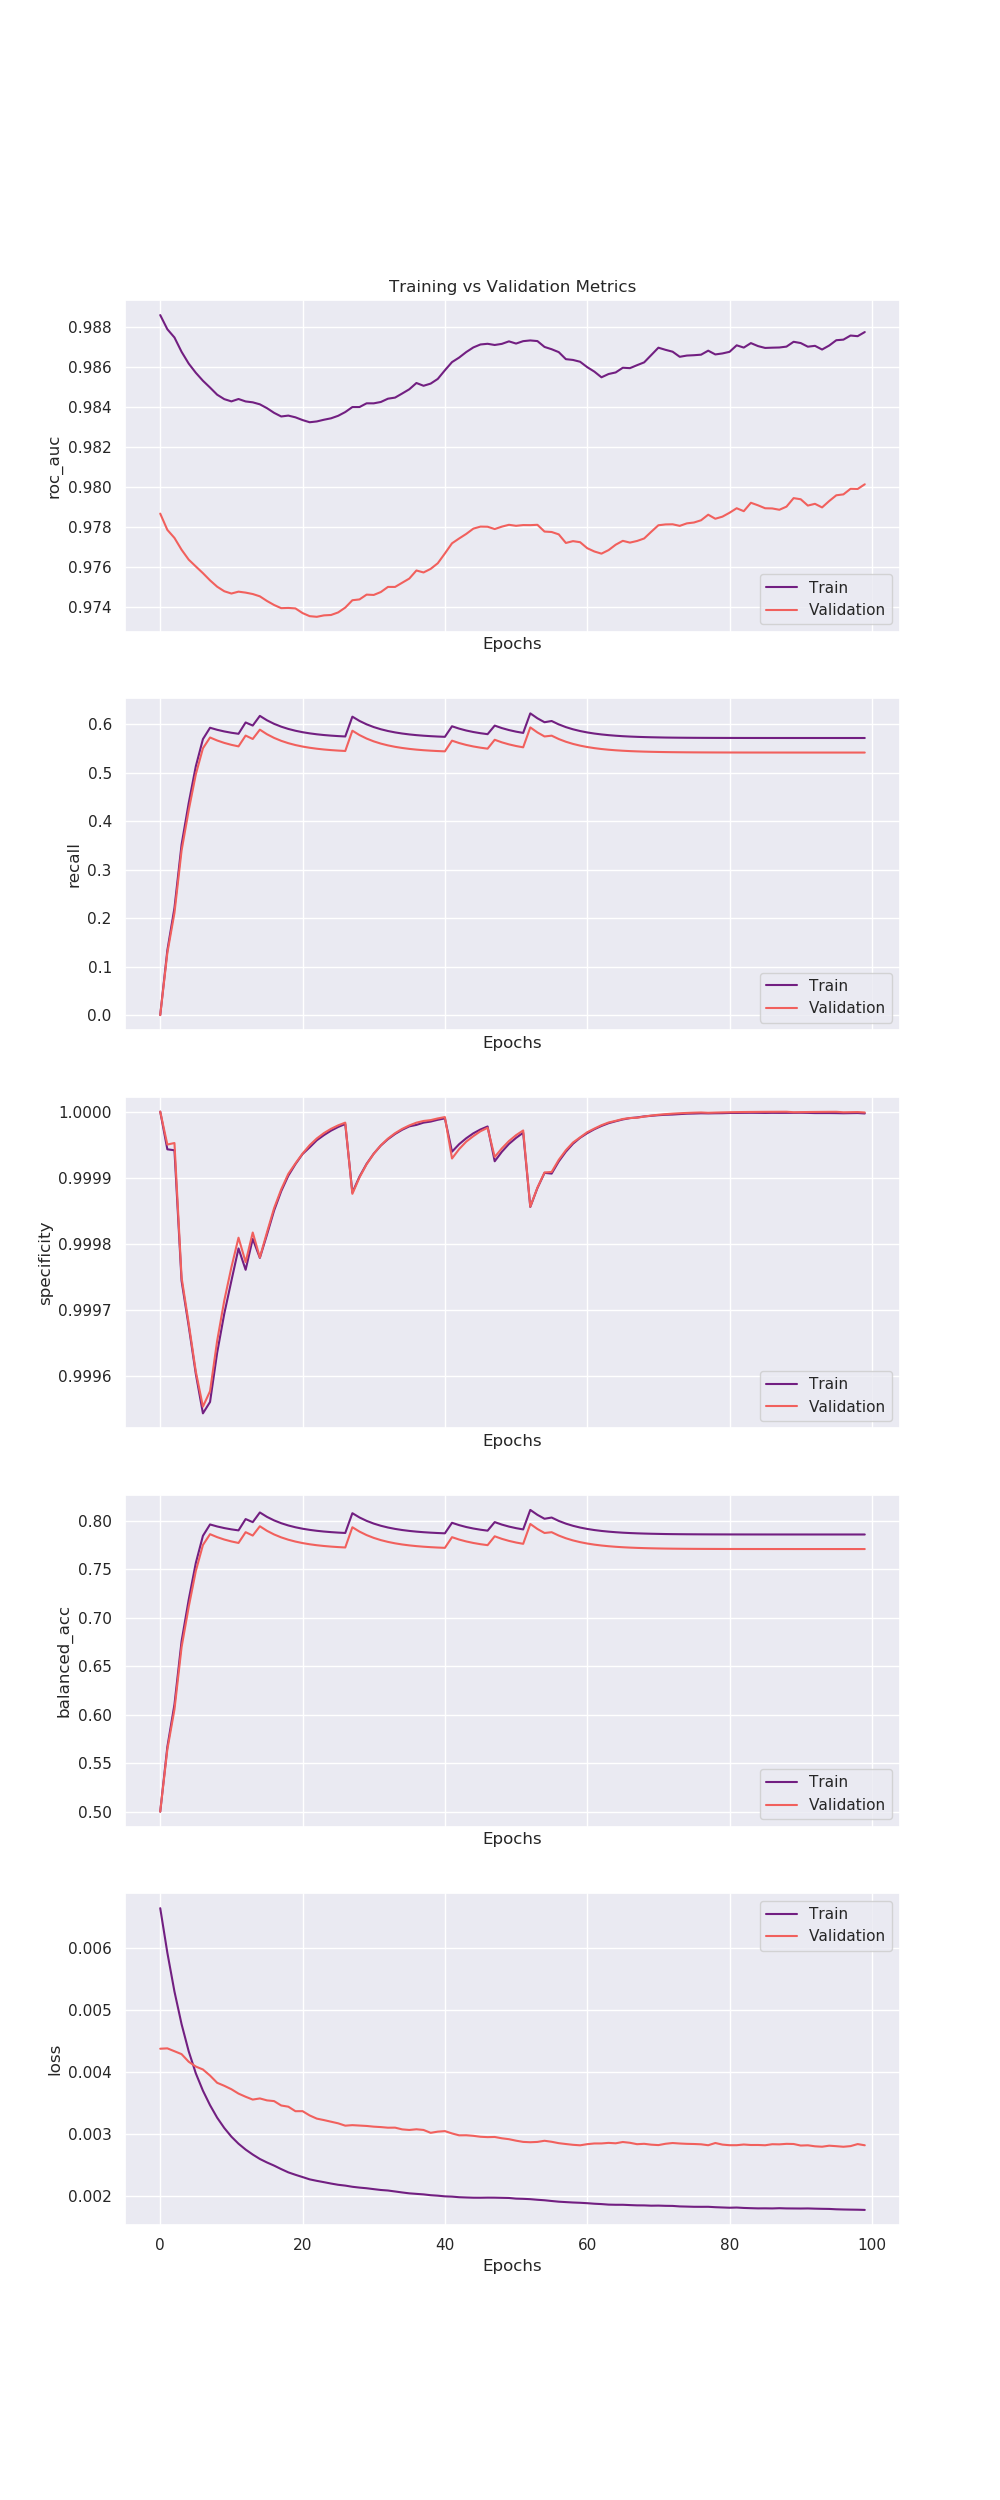 Training vs Validation Metrics
0.988
0.986
0.984
0.982
0.980
0.978
0.976
0.974
roc_auc
Train
Validation
Epochs
0.6
0.5
0.4
0.3
0.2
0.1
0.0
recall
Train
Validation
Epochs
1.0000
0.9999
0.9998
0.9997
0.9996
specificity
Train
Validation
Epochs
0.80
0.75
0.70
0.65
0.60
0.55
0.50
balanced_acc
Train
Validation
Epochs
0.006
0.005
0.004
0.003
0.002
loss
Train
Validation
0 20 40 60 80 100
Epochs